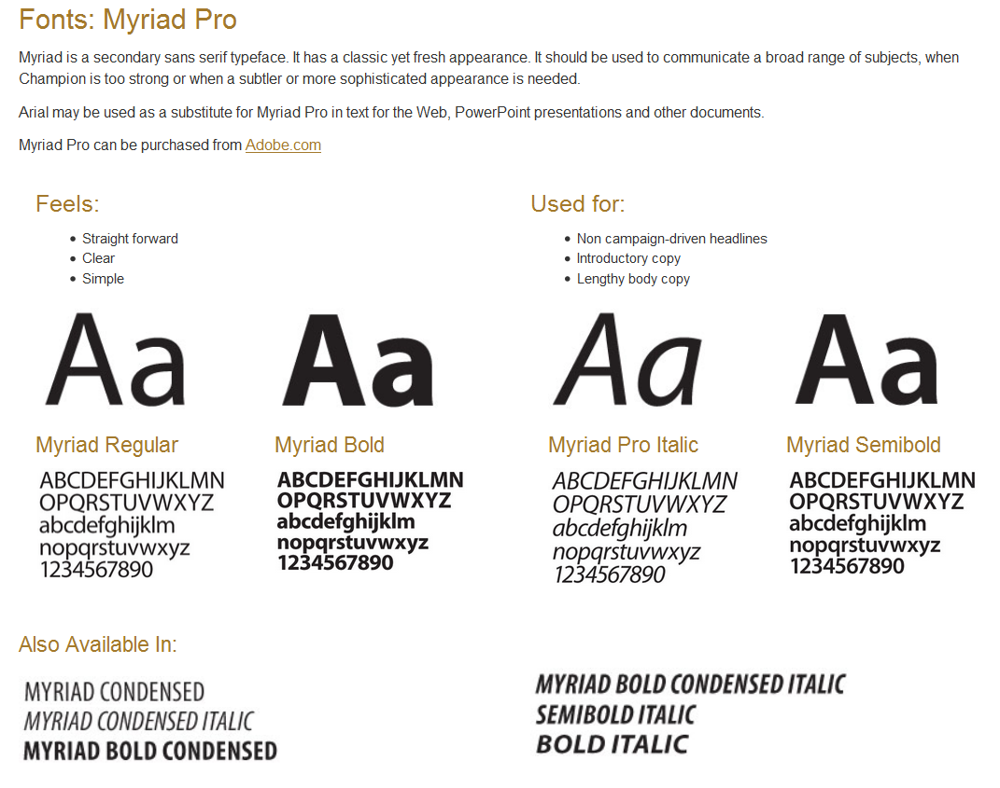 Fonts: Myriad Pro
Myriad is a secondary sans serif typeface. It has a classic yet fresh appearance. It should be used to communicate a broad range of subjects, when
Champion is too strong or when a subtler or more sophisticated appearance is needed.
Arial may be used as a substitute for Myriad Pro in text for the Web, PowerPoint presentations and other documents.
Myriad Pro can be purchased from Adobe.com
Feels:
• Straight forward
• Clear
• Simple
Used for:
• Non campaign-driven headlines
• Introductory copy
• Lengthy body copy
Aa
Myriad Regular
ABCDEFGHIJKLMN
OPQRSTUVWXYZ
abcdefghijklm
nopqrstuvwxyz
1234567890
Aa
Myriad Bold
ABCDEFGHIJKLMN
OPQRSTUVWXYZ
abcdefghijklm
nopqrstuvwxyz
1234567890
Aa
Myriad Pro Italic
ABCDEFGHIJKLMN
OPQRSTUVWXYZ
abcdefghijklm
nopqrstuvwxyz
1234567890
Aa
Myriad Semibold
ABCDEFGHIJKLMN
OPQRSTUVWXYZ
abcdefghijklm
nopqrstuvwxyz
1234567890
Also Available In:
MYRIAD CONDENSED
MYRIAD CONDENSED ITALIC
MYRIAD BOLD CONDENSED
MYRIAD BOLD CONDENSED ITALIC
SEMIBOLD ITALIC
BOLD ITALIC